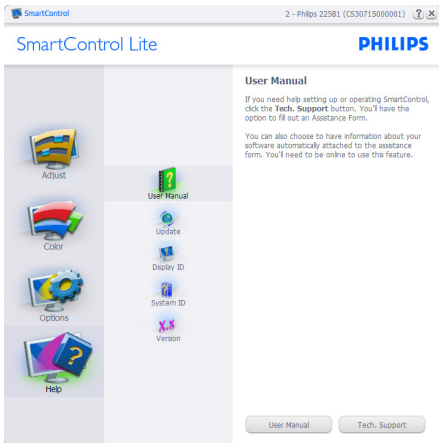 SmartControl
2 - Philips 225B1 (CS30715000001)
SmartControl Lite
PHILIPS
Adjust
Color
Options
Help
User Manual
Update
Display ID
System ID
X.X
Version
User Manual
If you need help setting up or operating SmartControl,
click the Tech. Support button. You'll have the
option to fill out an Assistance Form.
You can also choose to have information about your
software automatically attached to the assistance
form. You'll need to be online to use this feature.
User Manual
Tech. Support